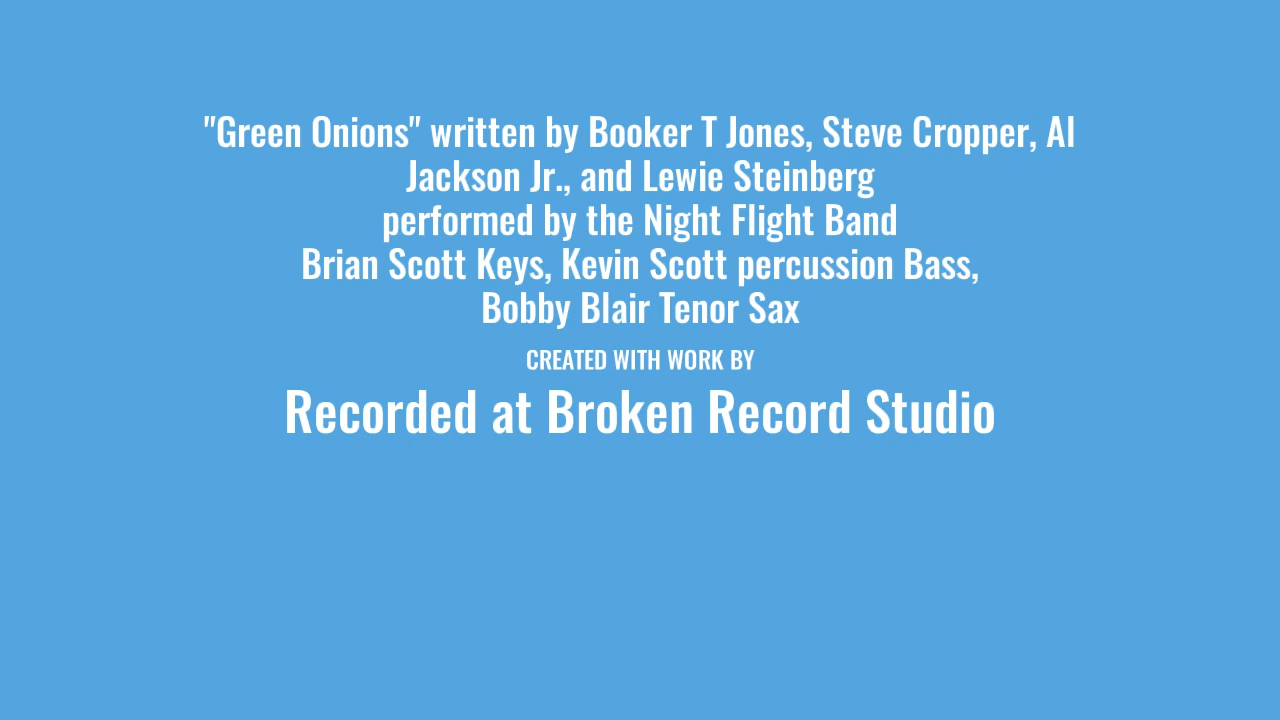 "Green Onions" written by Booker T Jones, Steve Cropper, Al
Jackson Jr., and Lewie Steinberg
performed by the Night Flight Band
Brian Scott Keys, Kevin Scott percussion Bass,
Bobby Blair Tenor Sax
CREATED WITH WORK BY
Recorded at Broken Record Studio